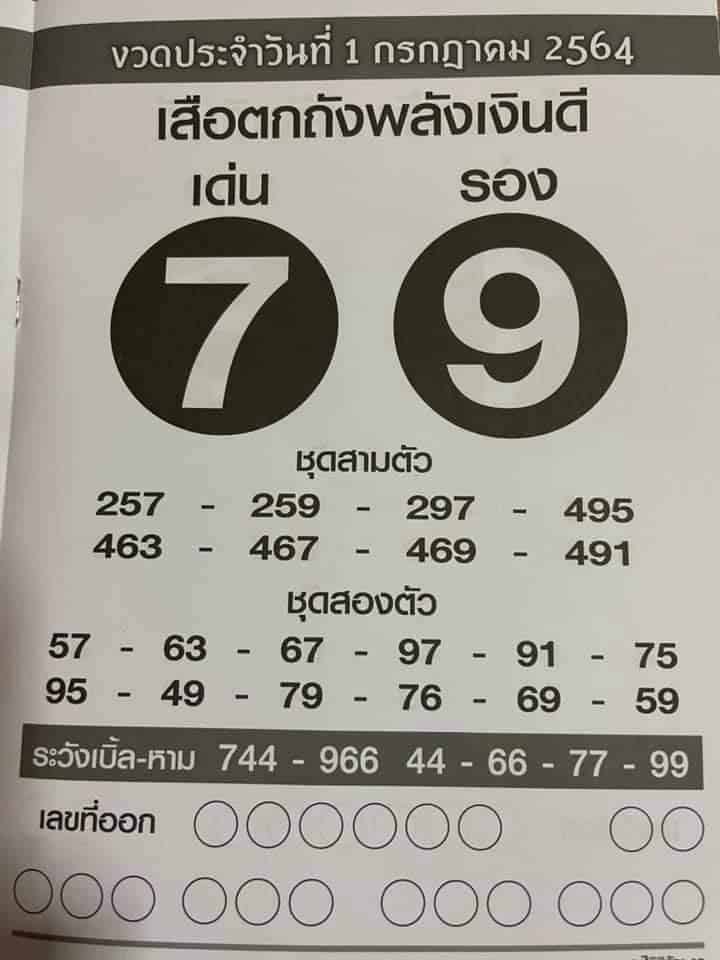 งวดประจำวันที่ 1 กรกฎาคม 2564
เสือตกถังพลังเงินดี
เด่น รอง
7 9
ชุดสามตัว
257 - 259 - 297 - 495
463 - 467 - 469 - 491
ชุดสองตัว
57 - 63 - 67 - 97 - 91 - 75
95 - 49 - 79 - 76 - 69 - 59
ระวังเบิ้ล-หาม 744 - 966 44 - 66 - 77 - 99
เลขที่ออก